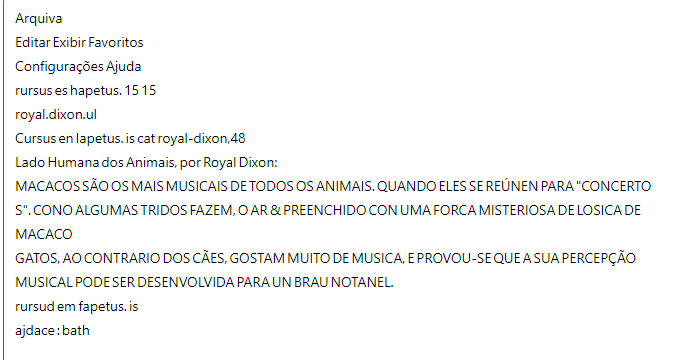 Arquiva
Editar Exibir Favoritos
Configurações Ajuda
rursus es hapetus. 15 15
royal.dixon.ul
Cursus en lapetus. is cat royal-dixon,48
Lado Humana dos Animais, por Royal Dixon:
MACACOS SÃO OS MAIS MUSICAIS DE TODOS OS ANIMAIS. QUANDO ELES SE REÚNEN PARA "CONCERTO
S". CONO ALGUMAS TRIDOS FAZEM, O AR & PREENCHIDO CON UMA FORCA MISTERIOSA DE LOSICA DE
MACACO
GATOS, AO CONTRARIO DOS CÃES, GOSTAM MUITO DE MUSICA, E PROVOU-SE QUE A SUA PERCEPÇÃO
MUSICAL PODE SER DESENVOLVIDA PARA UN BRAU NOTANEL.
rursud em fapetus. is
ajdace : bath